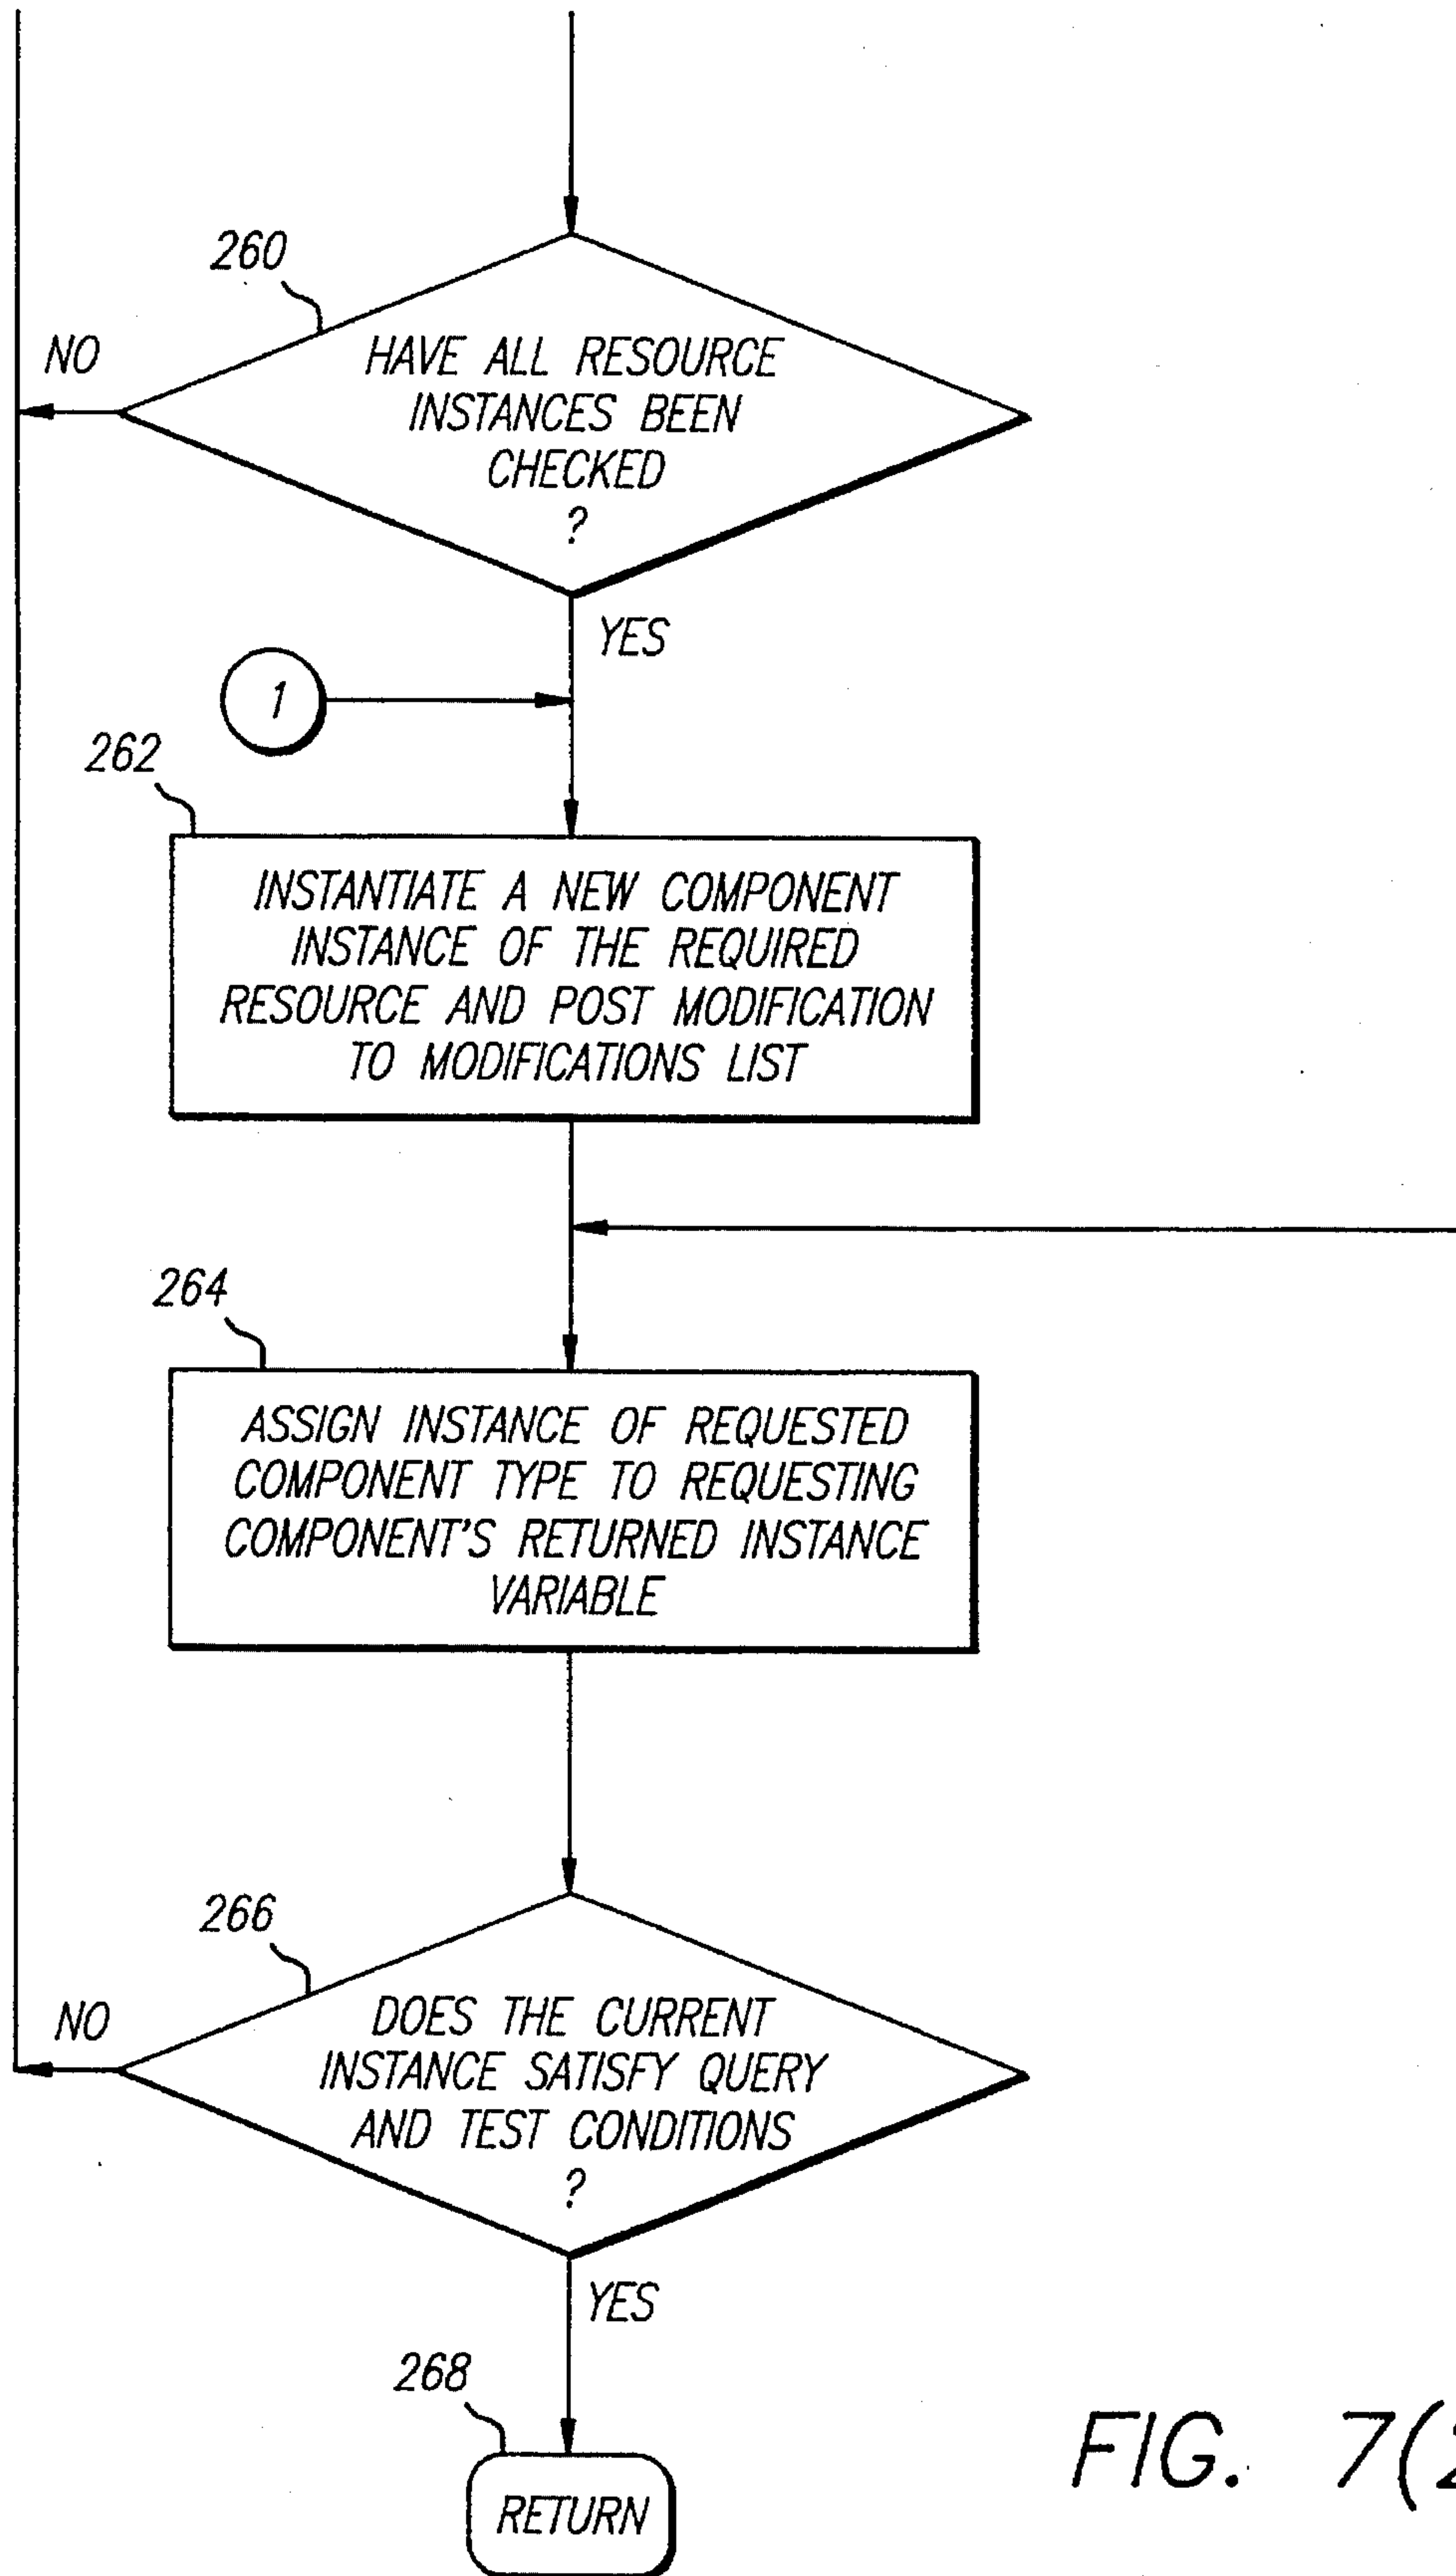 260
NO
HAVE ALL RESOURCE
INSTANCES BEEN
CHECKED
?
YES
1
262
INSTANTIATE A NEW COMPONENT
INSTANCE OF THE REQUIRED
RESOURCE AND POST MODIFICATION
TO MODIFICATIONS LIST
264
ASSIGN INSTANCE OF REQUESTED
COMPONENT TYPE TO REQUESTING
COMPONENT'S RETURNED INSTANCE
VARIABLE
266
NO
DOES THE CURRENT
INSTANCE SATISFY QUERY
AND TEST CONDITIONS
?
YES
268
RETURN
FIG. 7(